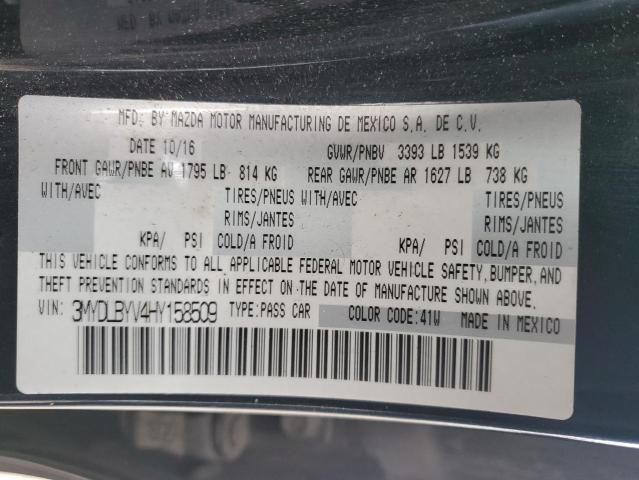 MFD. BY MAZDA MOTOR MANUFACTURING DE MEXICO S.A. DE C.V.
DATE 10/16 GVWR/PNBV 3393 LB 1539 KG
FRONT GAWR/PNBE AV 1795 LB 814 KG REAR GAWR/PNBE AR 1627 LB 738 KG
WITH/AVEC TIRES/PNEUS WITH/AVEC TIRES/PNEUS
RIMS/JANTES RIMS/JANTES
KPA/ PSI COLD/A FROID KPA/ PSI COLD/A FROID
THIS VEHICLE CONFORMS TO ALL APPLICABLE FEDERAL MOTOR VEHICLE SAFETY, BUMPER, AND
THEFT PREVENTION STANDARDS IN EFFECT ON THE DATE OF MANUFACTURE SHOWN ABOVE.
VIN: 3MYDLBYV4HY158509 TYPE:PASS CAR COLOR CODE:41W MADE IN MEXICO